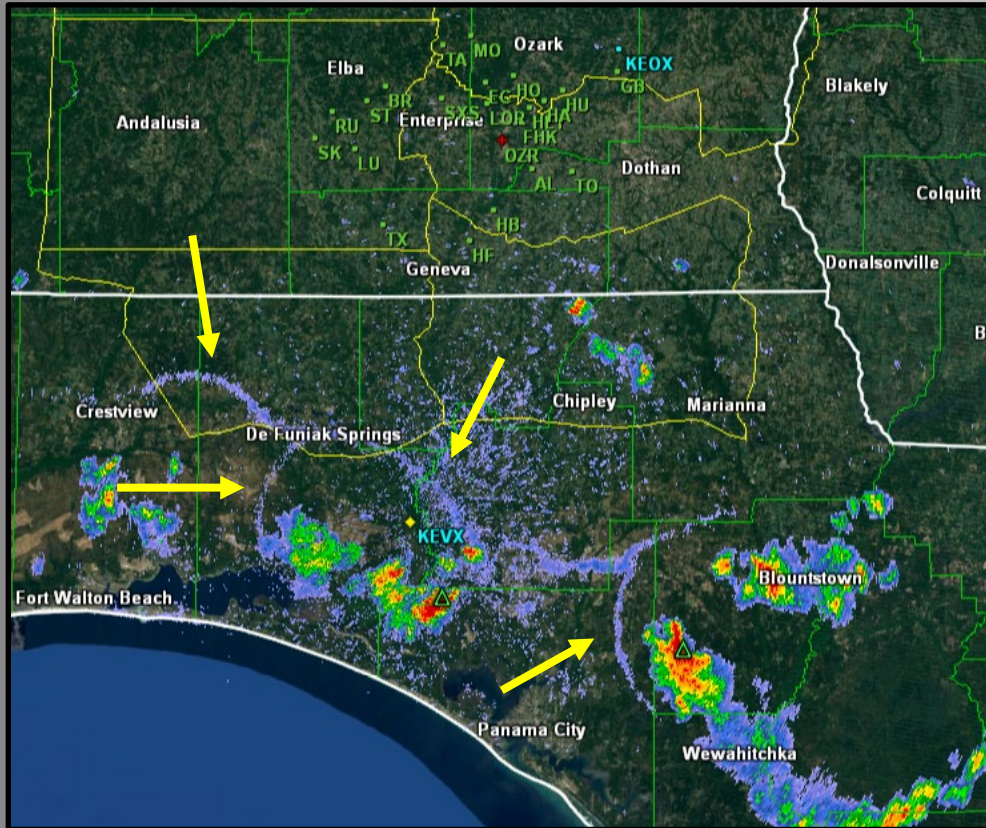 MO
Ozark
TA
KEOX
Elba
GB
Blakely
BR
EG
HO
HU
ST
SXS
RU
Enterprise
LOR
HA
Andalusia
FHK
SK
LU
OZR
Dothan
AL
TO
Colquitt
HB
TX
HF
Geneva
Donalsonville
B
Crestview
Chipley
Marianna
De Funiak Springs
KEVX
Fort Walton Beach
Blountstown
Panama City
Wewahitchka